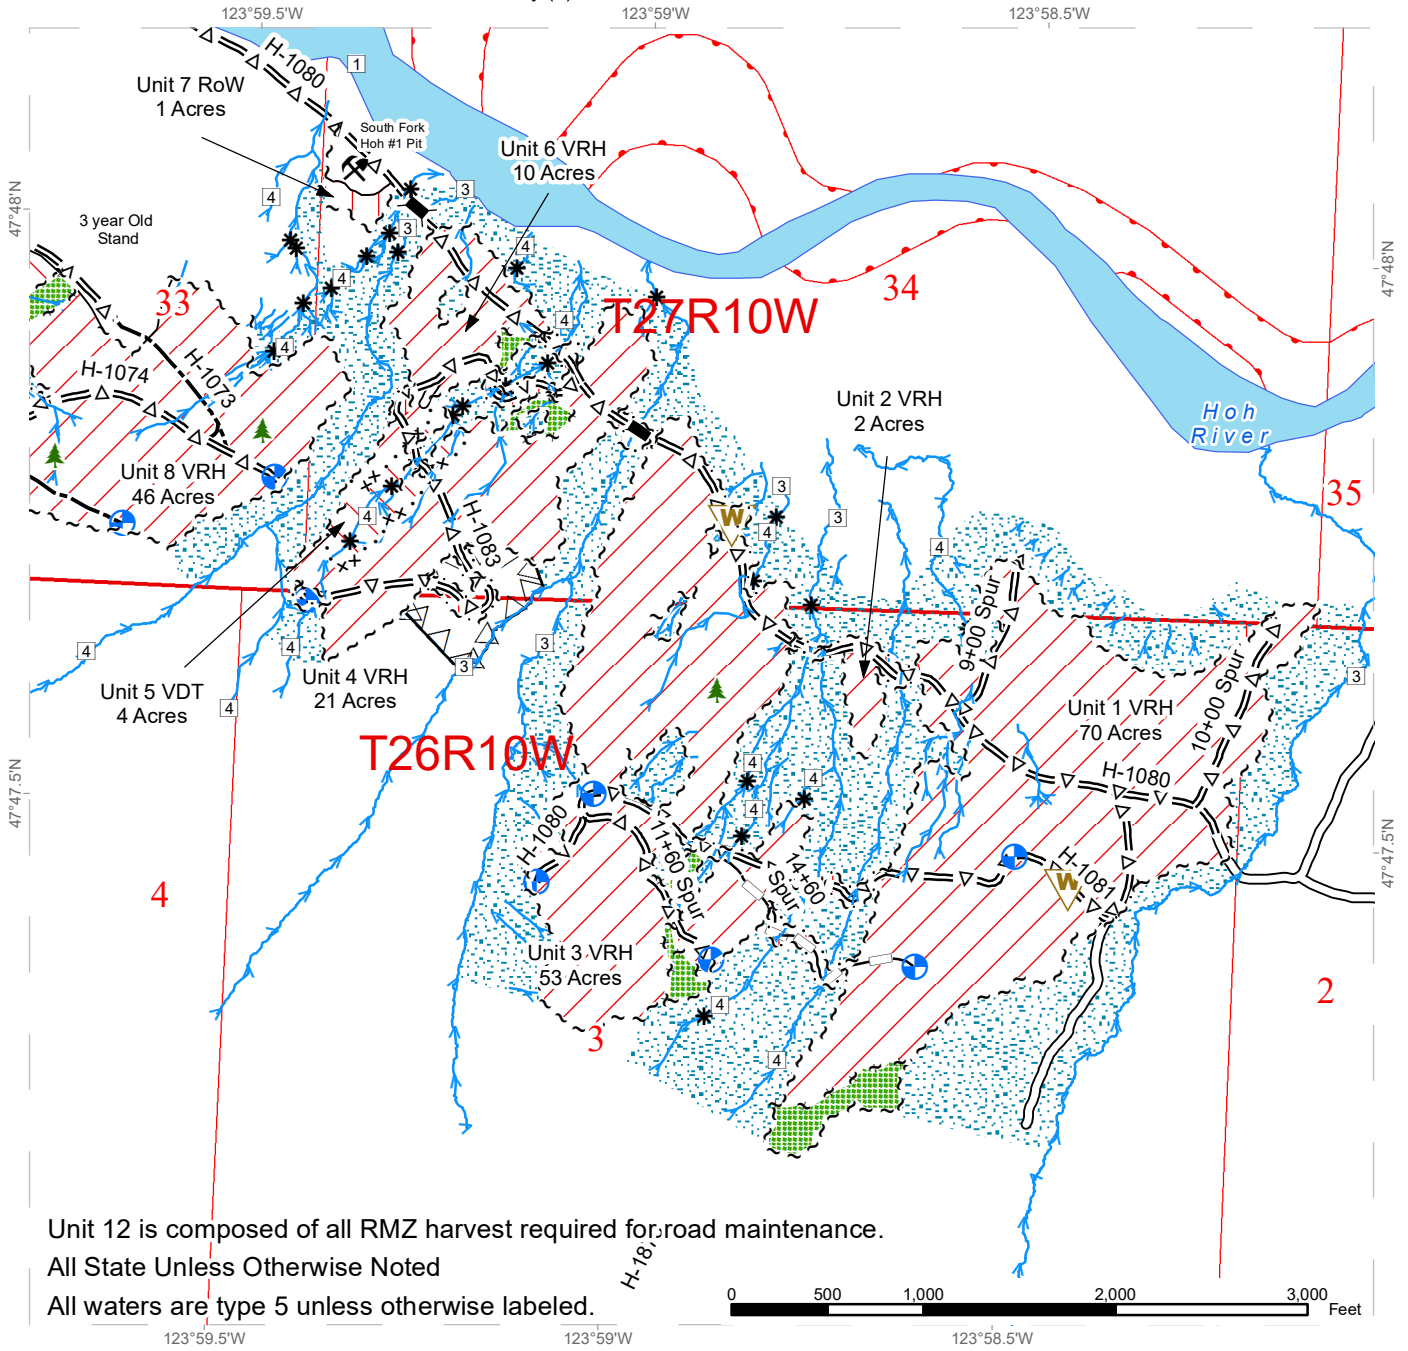 123°59.5'W
123°59'W
123°58.5'W
H-1080
1
Unit 7 RoW
1 Acres
South Fork
Hoh #1 Pit
Unit 6 VRH
10 Acres
4
3
47°48'N
3 year Old
Stand
3
4
47°48'N
4
33
34
T27R10W
4
4
H-1074
H-1073
Unit 2 VRH
2 Acres
Hoh
River
Unit 8 VRH
46 Acres
35
3
W
4
3
4
H-1083
4
9+00 Spur
4
3
4
3
10+00 Spur
3
Unit 5 VDT
4 Acres
Unit 4 VRH
21 Acres
4
Unit 1 VRH
70 Acres
T26R10W
4
4
H-1080
47°47.5'N
4
H-1080
11+60 Spur
14+60
Spur
H-1081
W
47°47.5'N
4
Unit 3 VRH
53 Acres
2
4
3
4
Unit 12 is composed of all RMZ harvest required for road maintenance.
H-187
All State Unless Otherwise Noted
All waters are type 5 unless otherwise labeled.
0 500 1,000 2,000 3,000
Feet
123°59.5'W
123°59'W
123°58.5'W